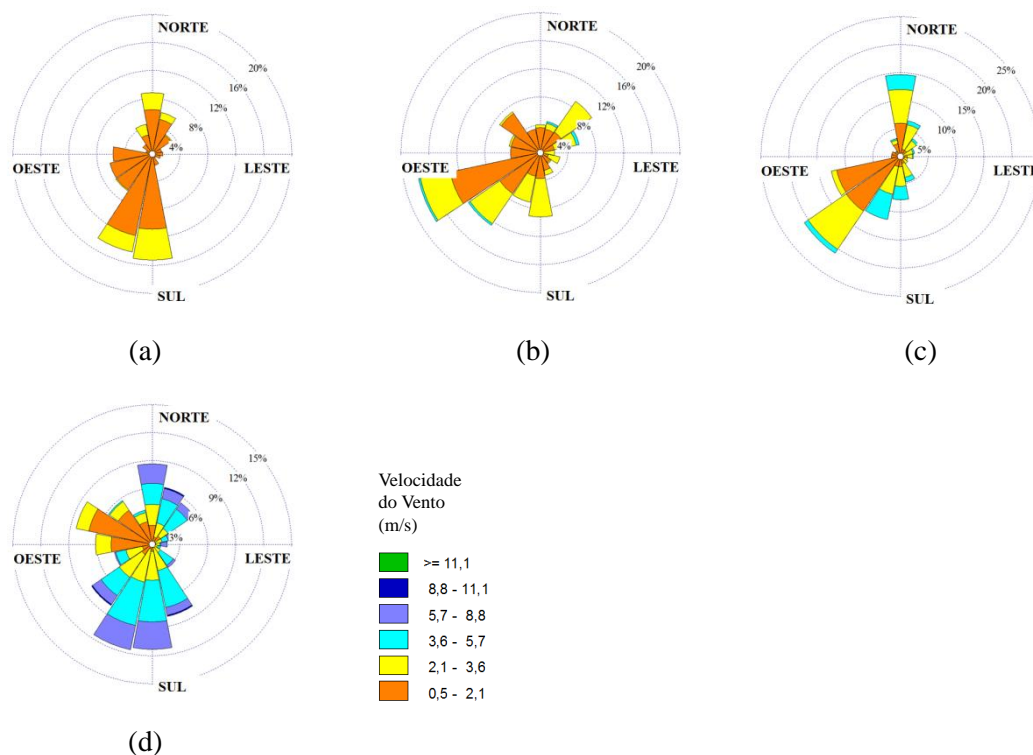 NORTE
20%
16%
12%
8%
4%
OESTE
LESTE
SUL
(a)
NORTE
20%
16%
12%
8%
4%
OESTE
LESTE
SUL
(b)
NORTE
25%
20%
15%
10%
5%
OESTE
LESTE
SUL
(c)
NORTE
15%
12%
9%
6%
3%
OESTE
LESTE
SUL
(d)
Velocidade
do Vento
(m/s)
>= 11,1
8,8 - 11,1
5,7 - 8,8
3,6 - 5,7
2,1 - 3,6
0,5 - 2,1